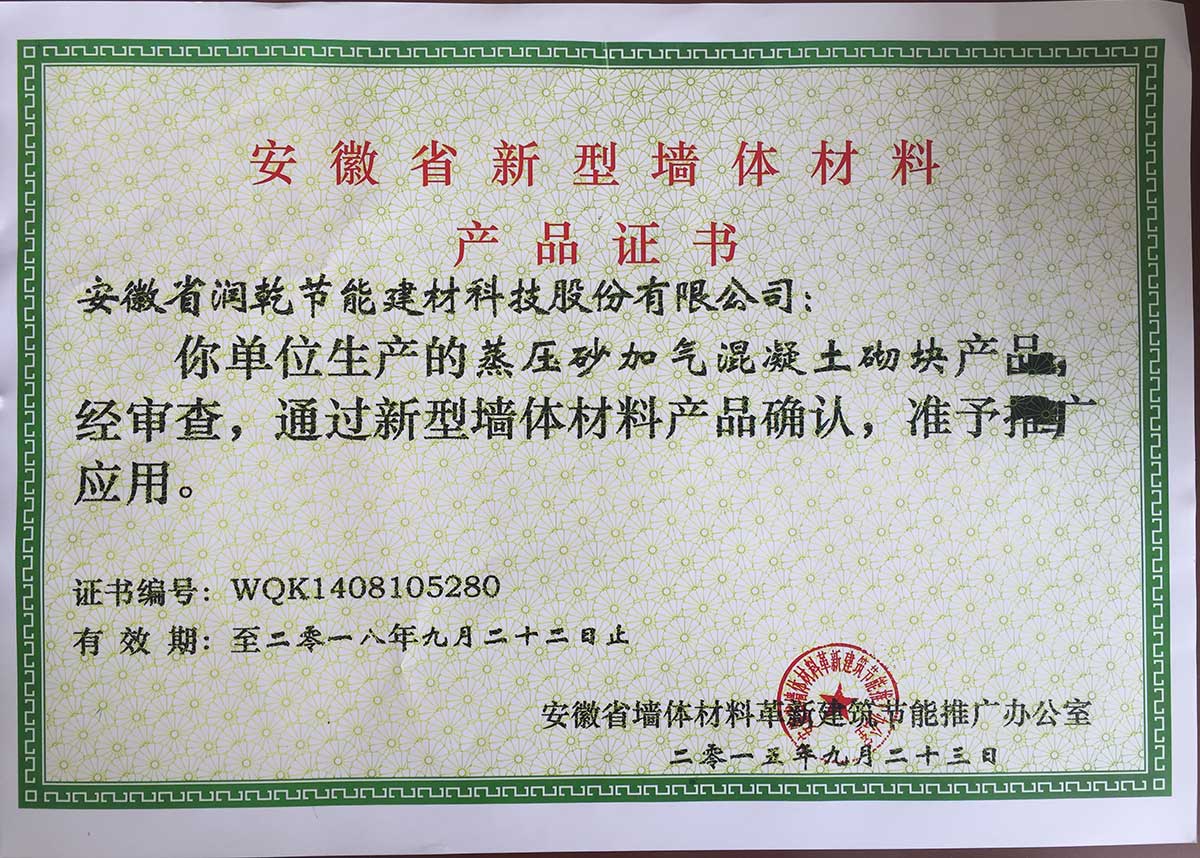 安徽省新型墙体材料
产品证书
安徽省润乾节能建材科技股份有限公司：
你单位生产的蒸压砂加气混凝土砌块产品，
经审查，通过新型墙体材料产品确认，准予推广
应用。
证书编号：WQK1408105280
有效期：至二零一八年九月二十二日止
安徽省墙体材料革新建筑节能推广办公室
二零一五年九月二十三日